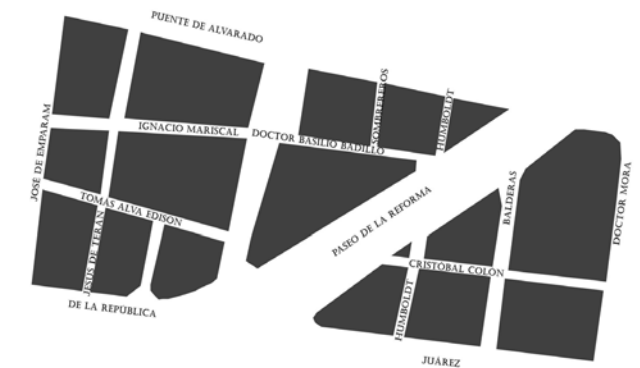 PUENTE DE ALVARADO
SOMBREREROS
HUMBOLDT
JOSÉ DE EMPARAM
IGNACIO MARISCAL
DOCTOR BASILIO BADILLO
TOMÁS ALVA EDISON
JESÚS DE TERÁN
DE LA REPÚBLICA
PASEO DE LA REFORMA
BALDERAS
DOCTOR MORA
CRISTÓBAL COLÓN
HUMBOLDT
JUÁREZ